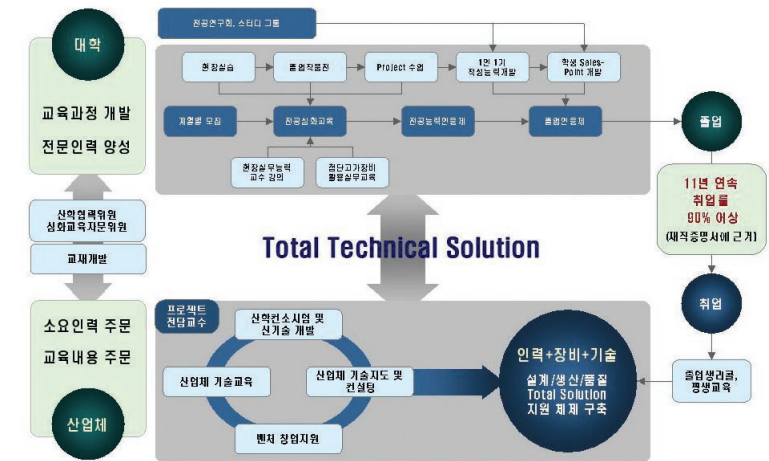 대학
교육과정 개발
전문인력 양성
산학협력위원
심화교육자문위원
교재개발
소요인력 주문
교육내용 주문
산업체
전공연구회, 스터디 그룹
현장실습
졸업작품전
Project 수업
1인 1기
적성능력개발
학생 Sales-
Point 개발
계열별 모집
전공심화교육
전공능력인증제
졸업인증제
현장실무능력
교수 강의
첨단고가장비
활용실무교육
졸업
11년 연속
취업률
90% 이상
(재직증명서에 근거)
취업
졸업생리콜,
평생교육
Total Technical Solution
프로젝트
전담교수
산학컨소시엄 및
신기술 개발
산업체 기술교육
산업체 기술지도 및
컨설팅
벤처 창업지원
인력+장비+기술
설계/생산/품질
Total Solution
지원 체제 구축